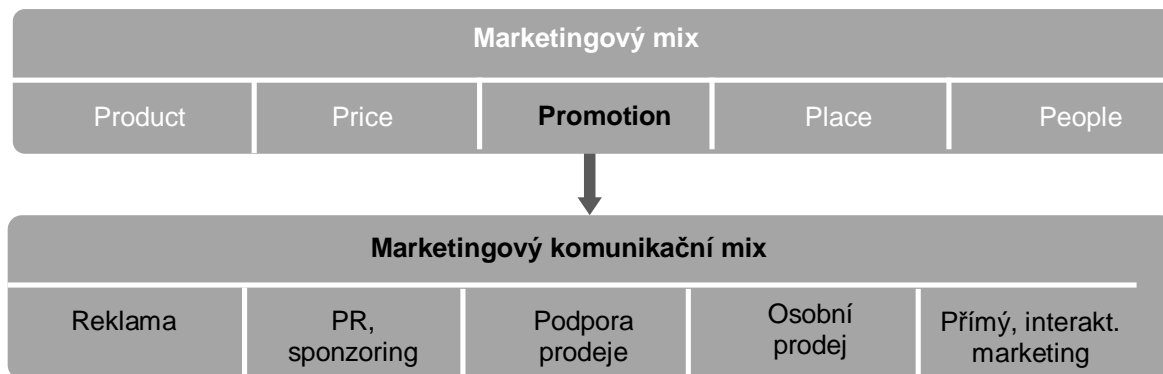 Marketingový mix
Product Price Promotion Place People
Marketingový komunikační mix
Reklama
PR,
sponzoring
Podpora
prodeje
Osobní
prodej
Přímý, interakt.
marketing